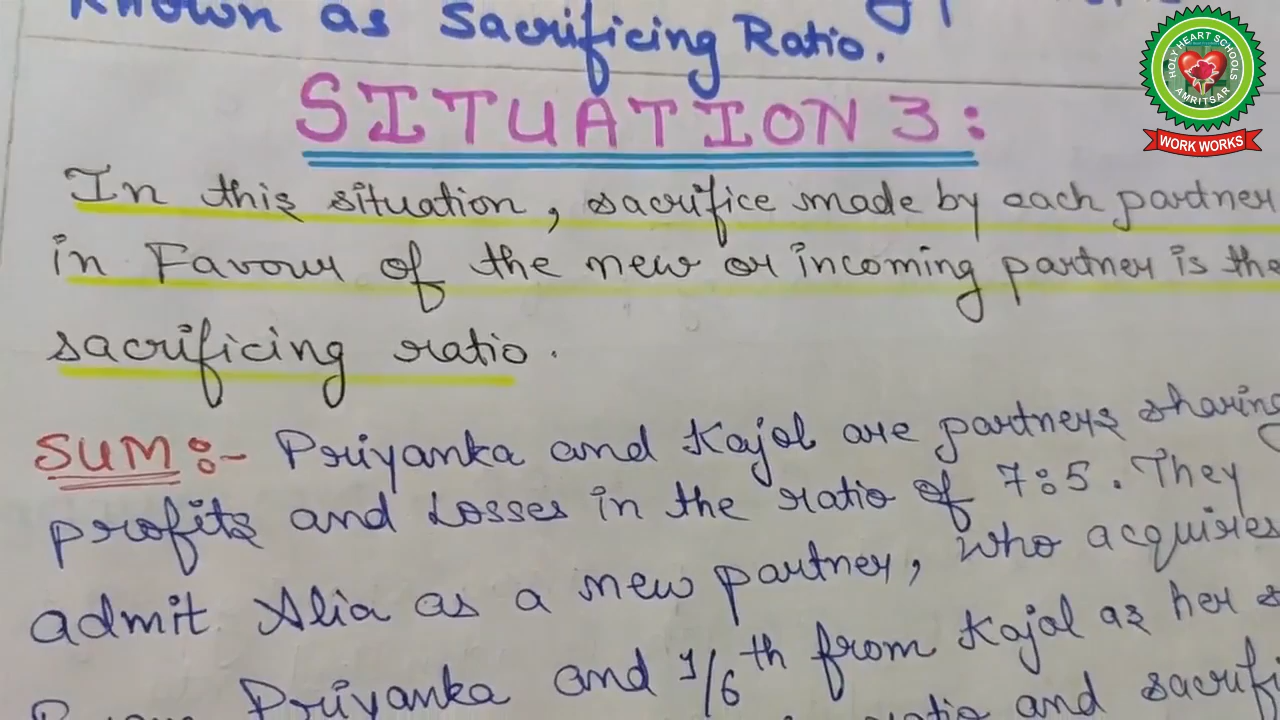 Known as Sacrificing Ratio.
SITUATION 3:
In this situation, sacrifice made by each partner
in Favour of the new or incoming partner is the
sacrificing ratio.
SUM:- Priyanka and Kajol are partners sharing
profits and Losses in the ratio of 7:5. They
admit Alia as a new partner, who acquires
Priyanka and 1/6th from Kajol as her
ratio and
HOLY HEART SCHOOLS
AMRITSAR
WORK WORKS